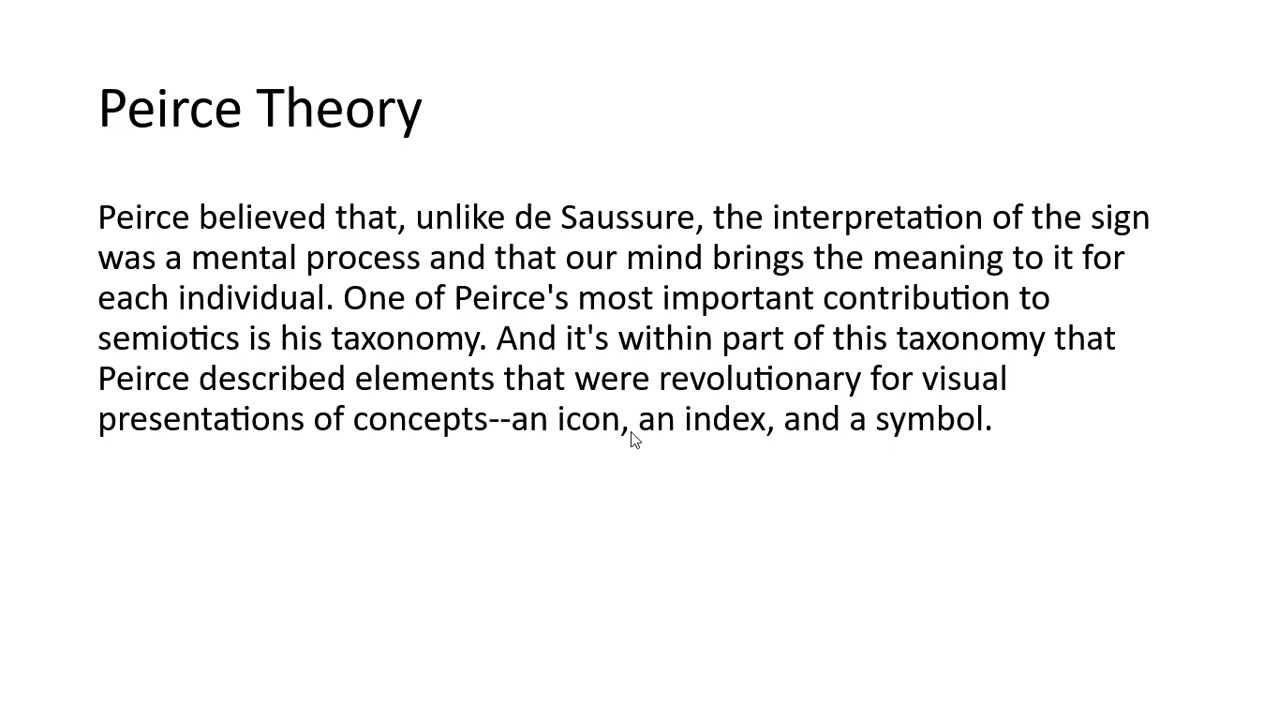 Peirce Theory
Peirce believed that, unlike de Saussure, the interpretation of the sign
was a mental process and that our mind brings the meaning to it for
each individual. One of Peirce's most important contribution to
semiotics is his taxonomy. And it's within part of this taxonomy that
Peirce described elements that were revolutionary for visual
presentations of concepts--an icon, an index, and a symbol.